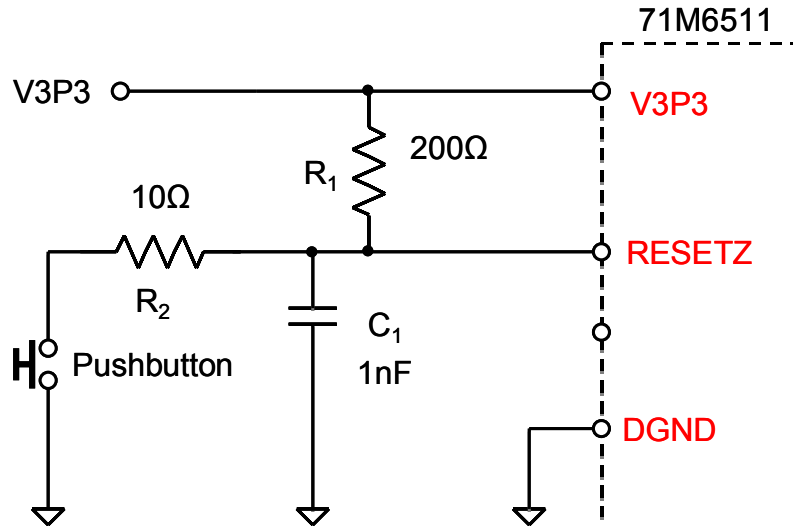 71M6511
V3P3
V3P3
200Ω
R₁
10Ω
RESETZ
R₂
C₁
Pushbutton
1nF
DGND